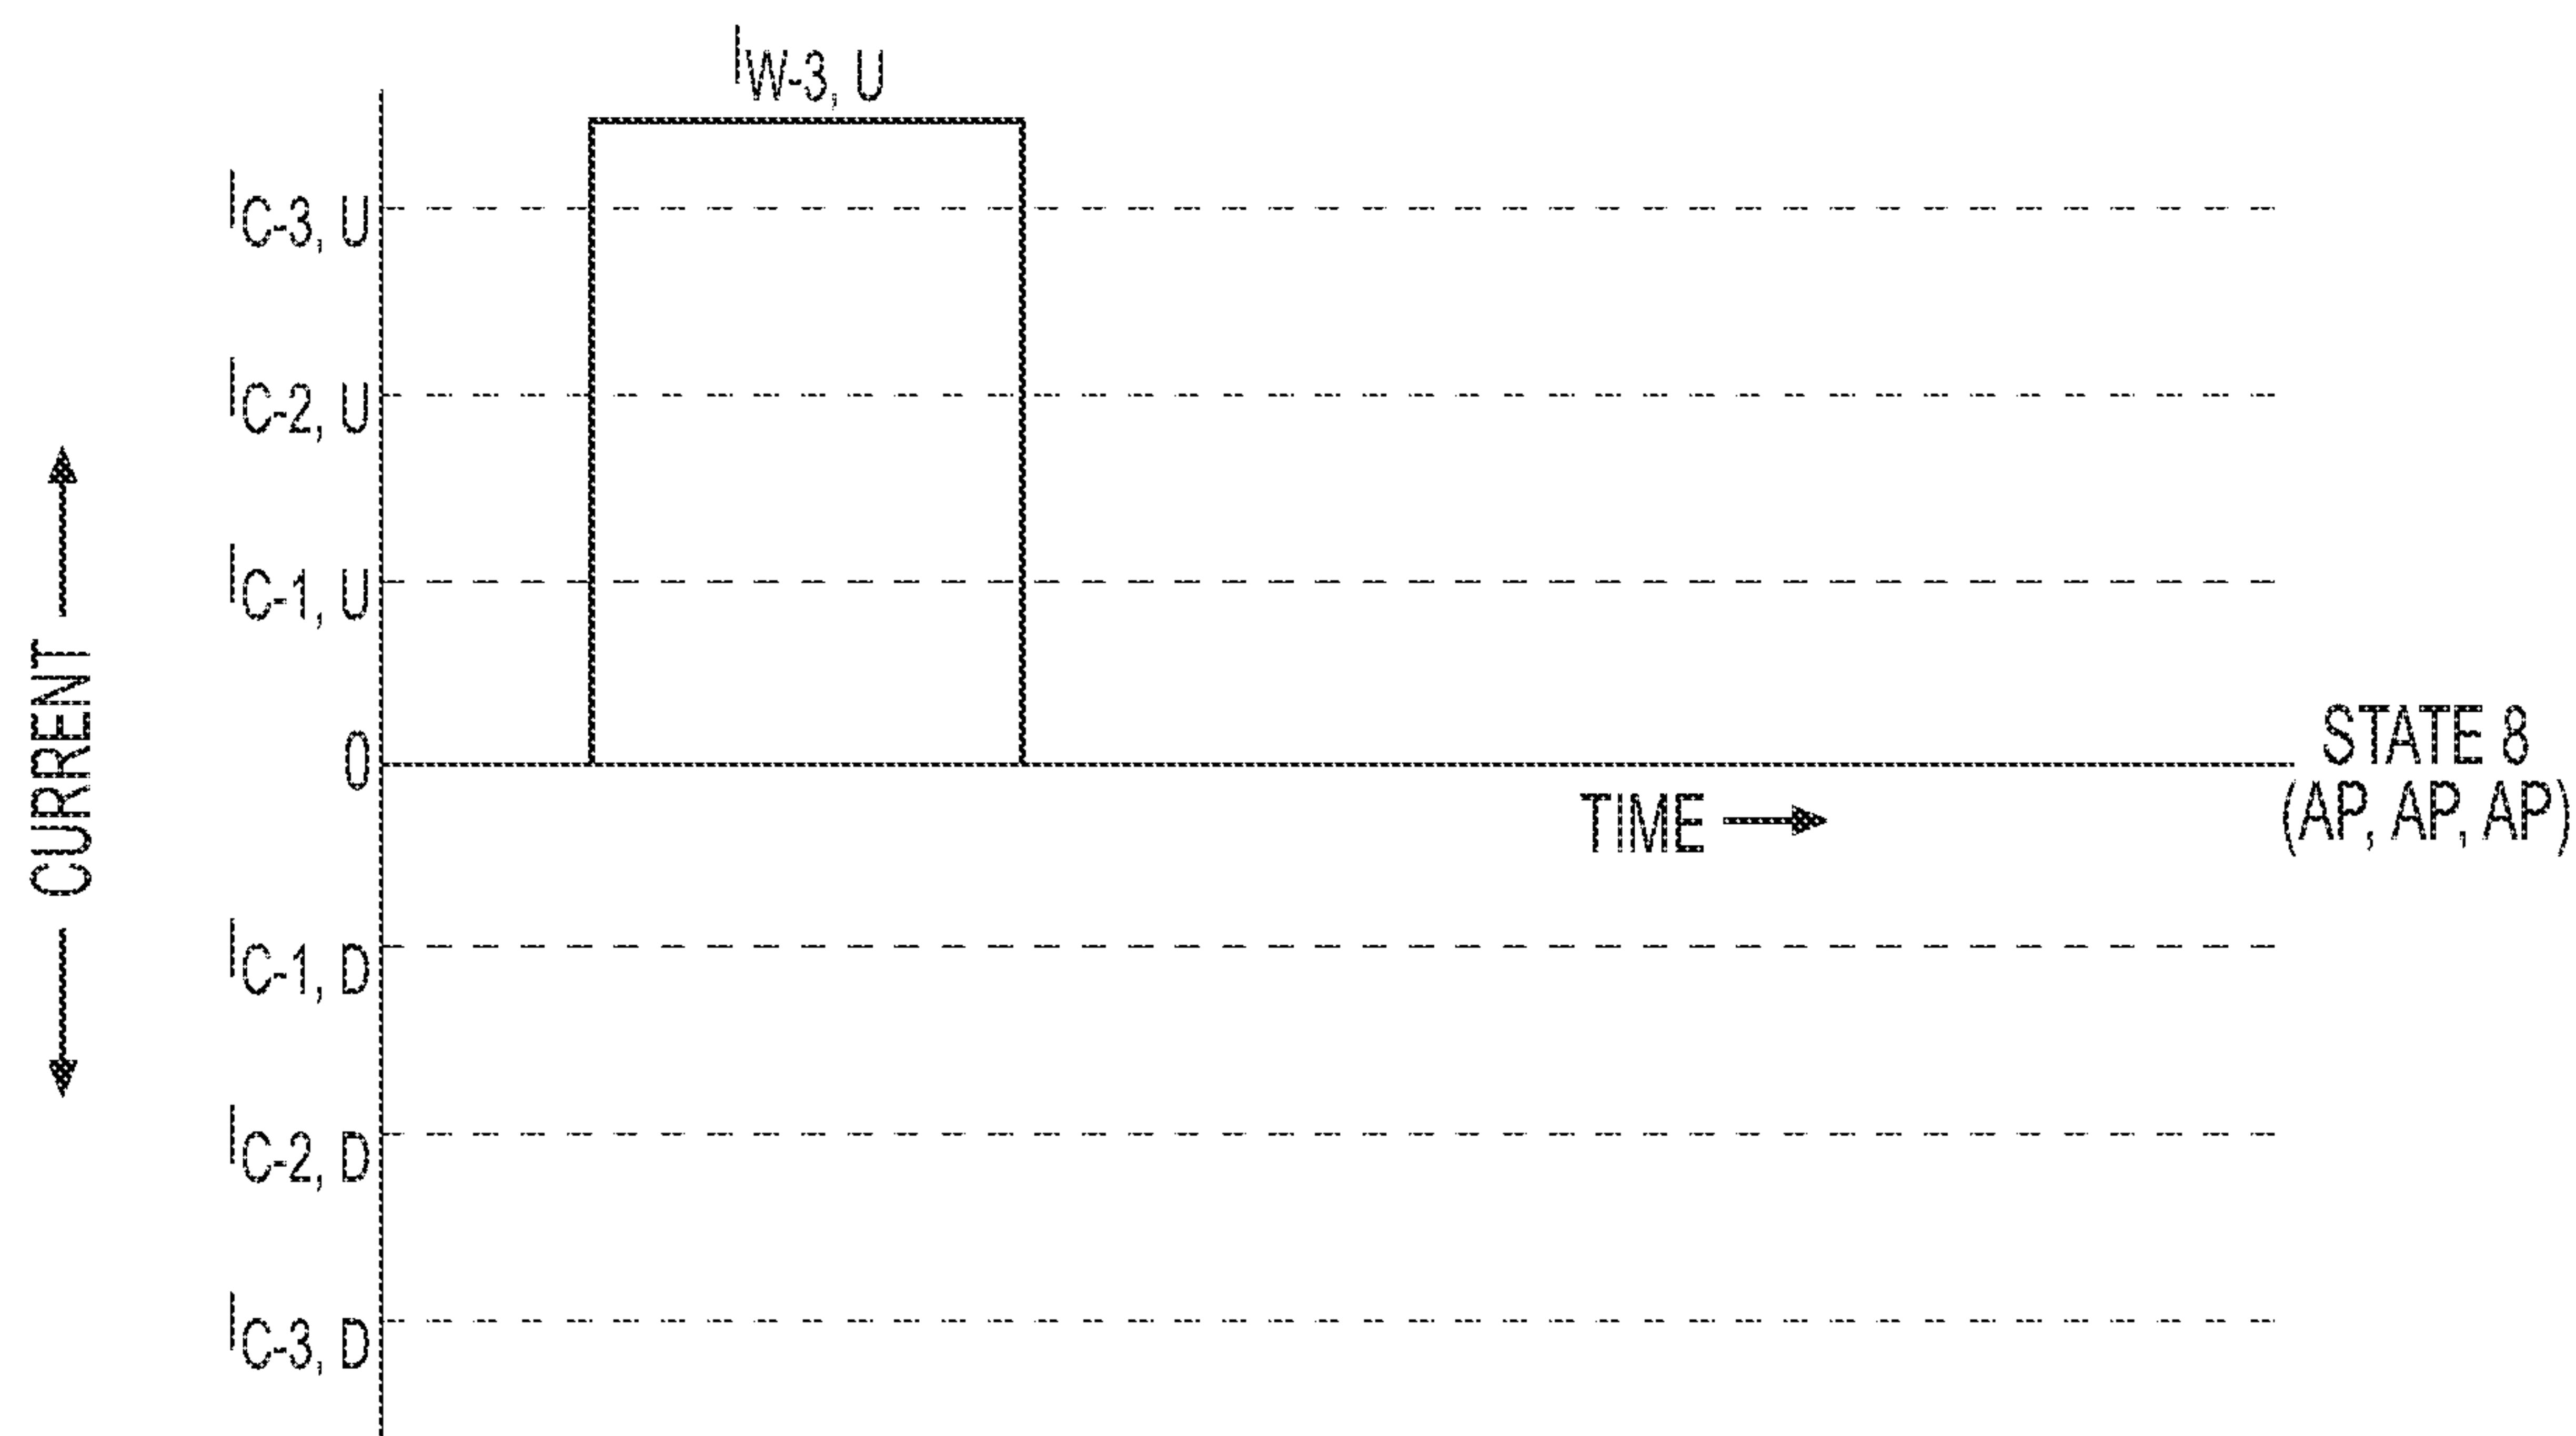 IW-3, U
IC-3, U
IC-2, U
IC-1, U
0
CURRENT
STATE 8
(AP, AP, AP)
TIME
IC-1, D
IC-2, D
IC-3, D